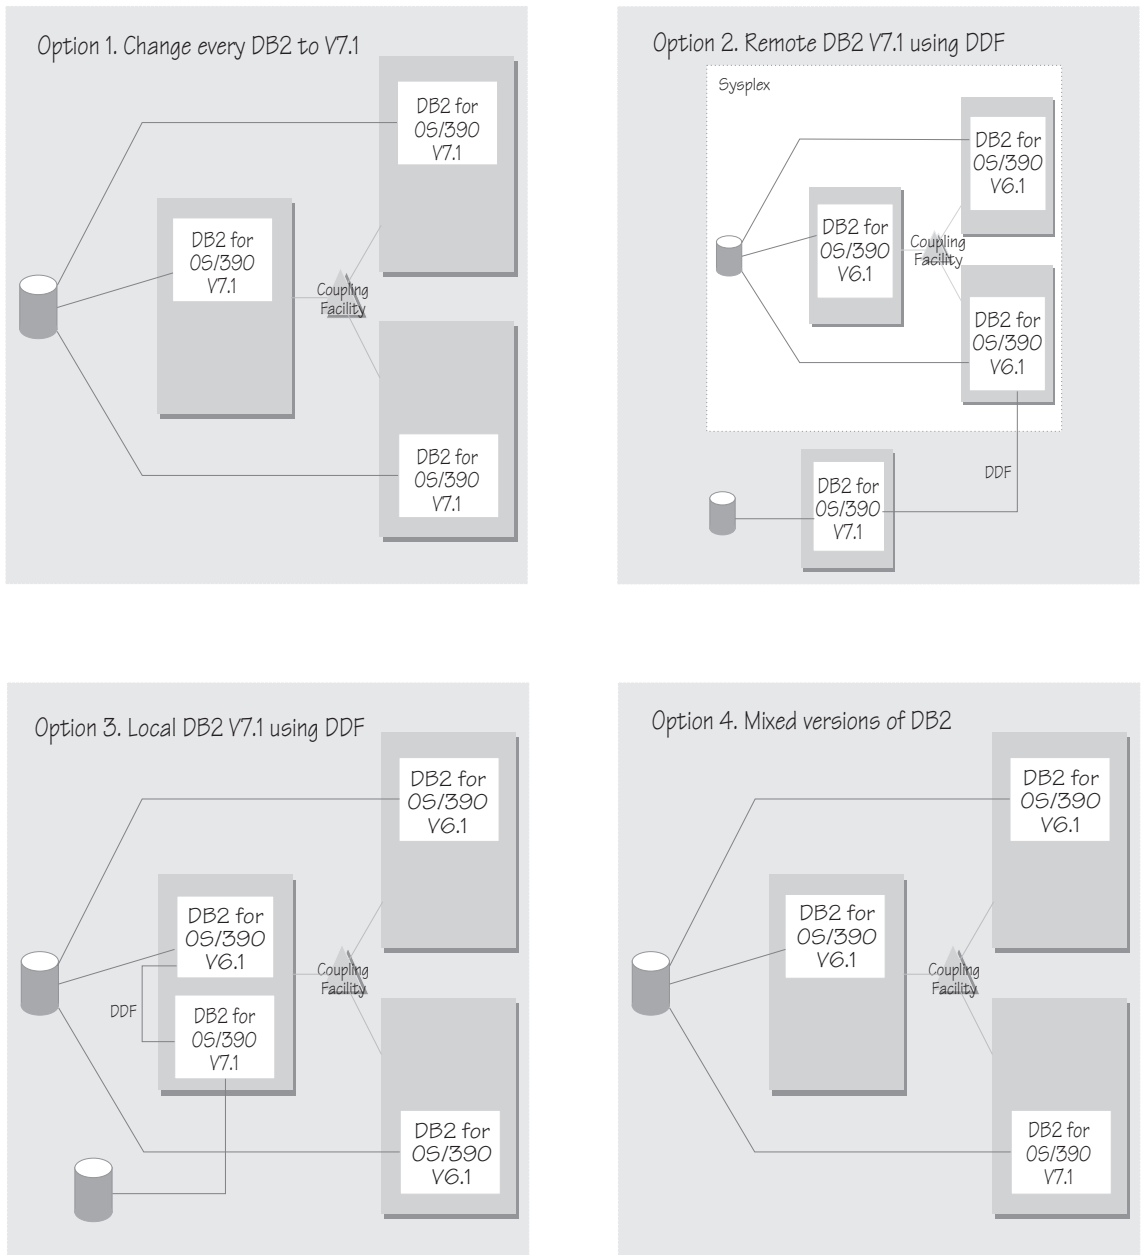 Option 1. Change every DB2 to V7.1
DB2 for
OS/390
V7.1
DB2 for
OS/390
V7.1
Coupling
Facility
DB2 for
OS/390
V7.1
Option 2. Remote DB2 V7.1 using DDF
Sysplex
DB2 for
OS/390
V6.1
DB2 for
OS/390
V6.1
Coupling
Facility
DB2 for
OS/390
V6.1
DDF
DB2 for
OS/390
V7.1
Option 3. Local DB2 V7.1 using DDF
DB2 for
OS/390
V6.1
DB2 for
OS/390
V6.1
Coupling
Facility
DDF
DB2 for
OS/390
V7.1
DB2 for
OS/390
V6.1
Option 4. Mixed versions of DB2
DB2 for
OS/390
V6.1
DB2 for
OS/390
V6.1
Coupling
Facility
DB2 for
OS/390
V7.1